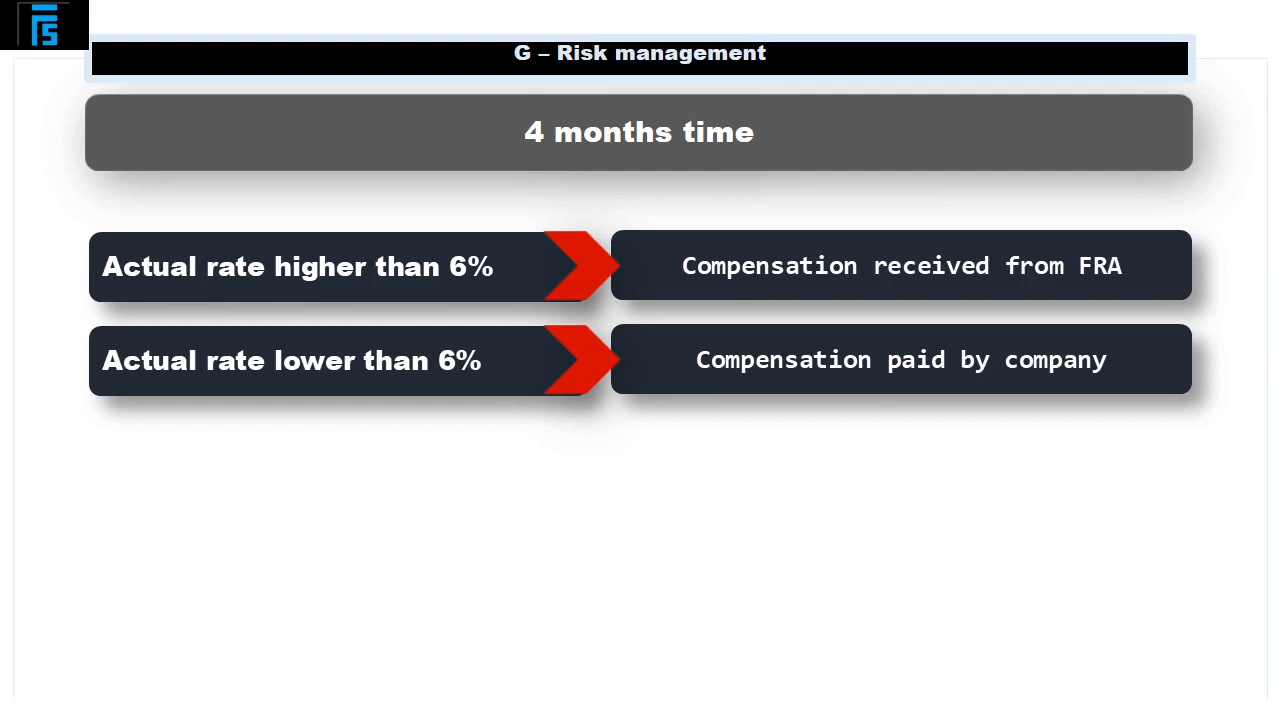 G – Risk management
4 months time
Actual rate higher than 6%
Compensation received from FRA
Actual rate lower than 6%
Compensation paid by company